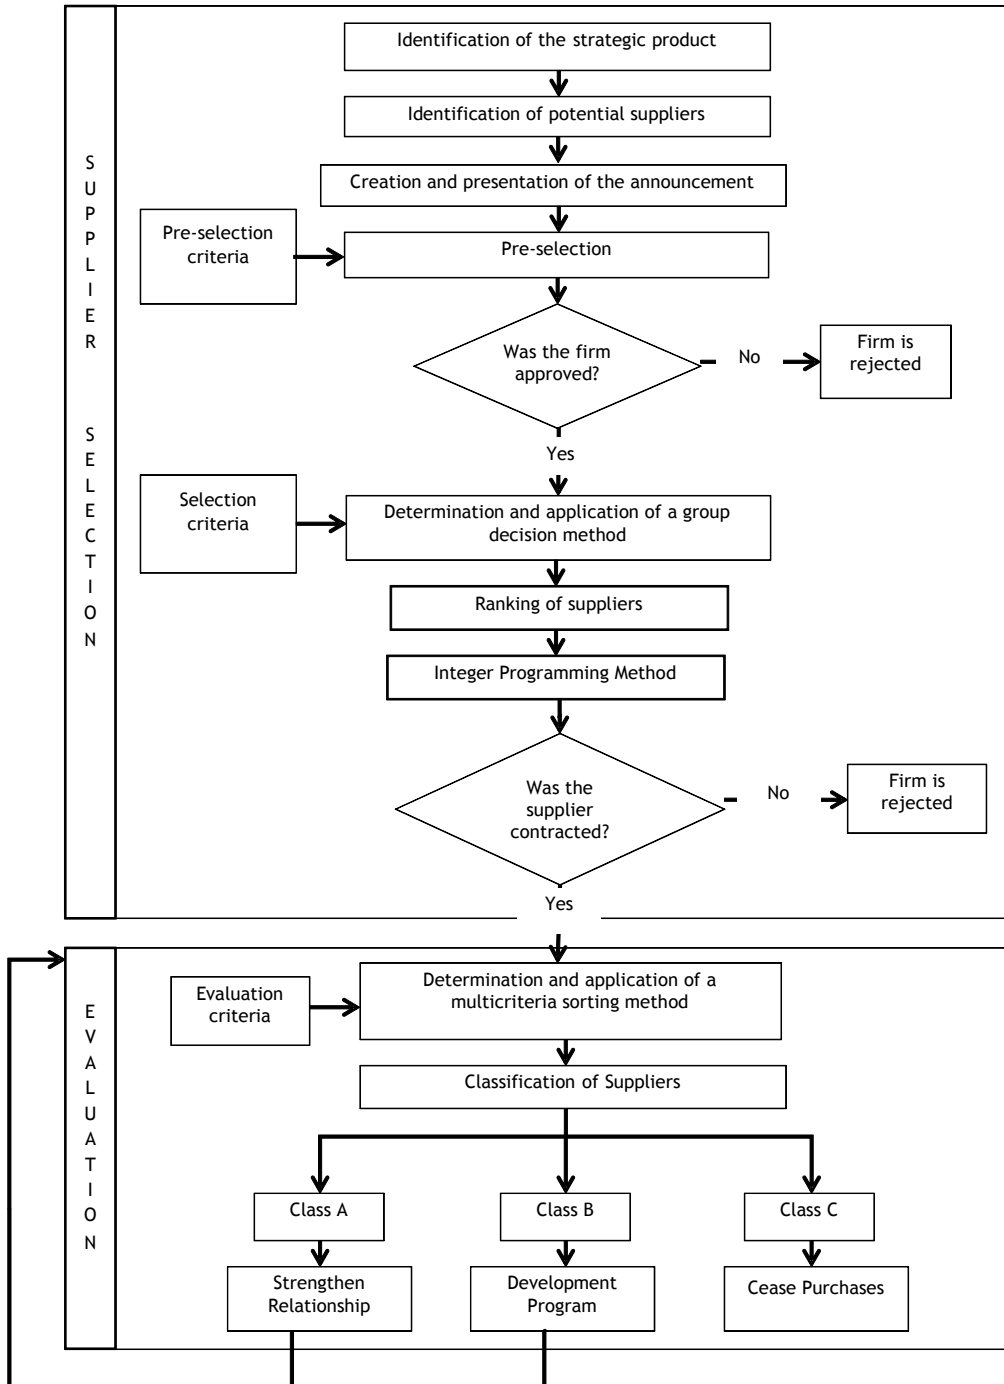 Identification of the strategic product
Identification of potential suppliers
Creation and presentation of the announcement
Pre-selection
criteria
Pre-selection
Was the firm
approved?
No
Firm is
rejected
Yes
Selection
criteria
Determination and application of a group
decision method
Ranking of suppliers
Integer Programming Method
Was the
supplier
contracted?
No
Firm is
rejected
Yes
SUPPLIER
SELECTION
Evaluation
criteria
Determination and application of a
multicriteria sorting method
Classification of Suppliers
Class A
Class B
Class C
Strengthen
Relationship
Development
Program
Cease Purchases
EVALUATION